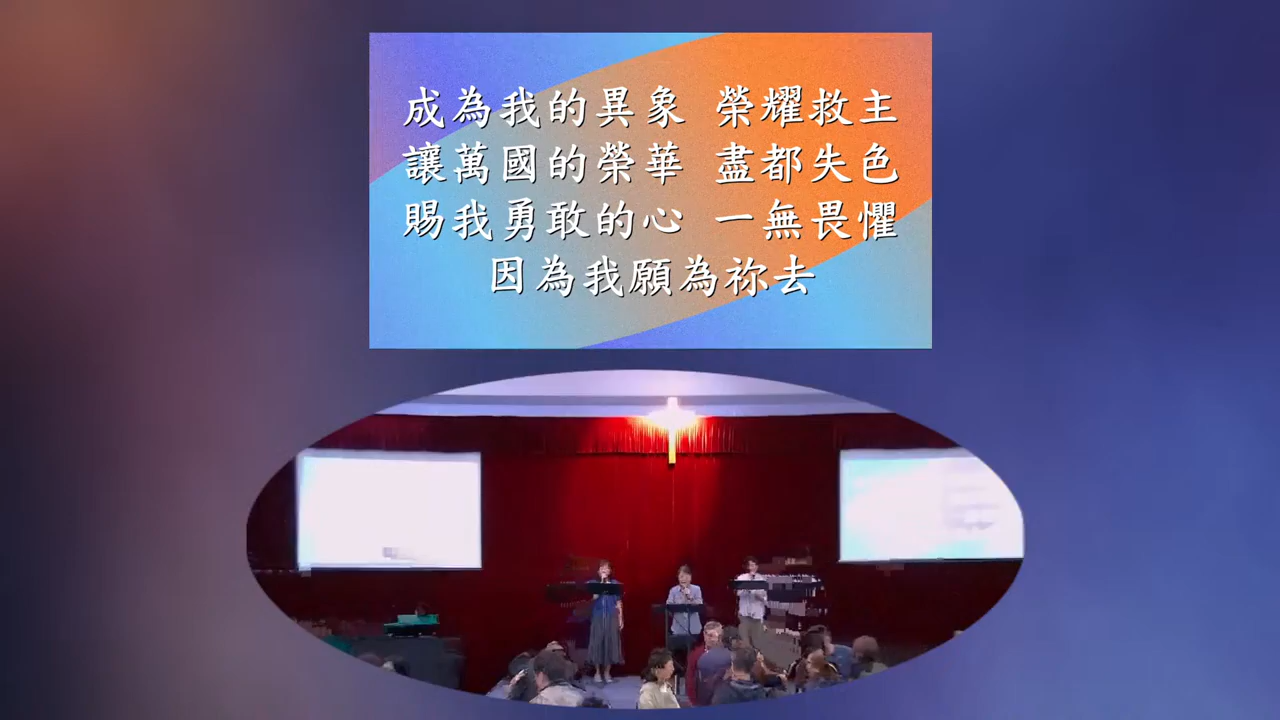 成為我的異象 榮耀救主
讓萬國的榮華 盡都失色
賜我勇敢的心 一無畏懼
因為我願為祢去